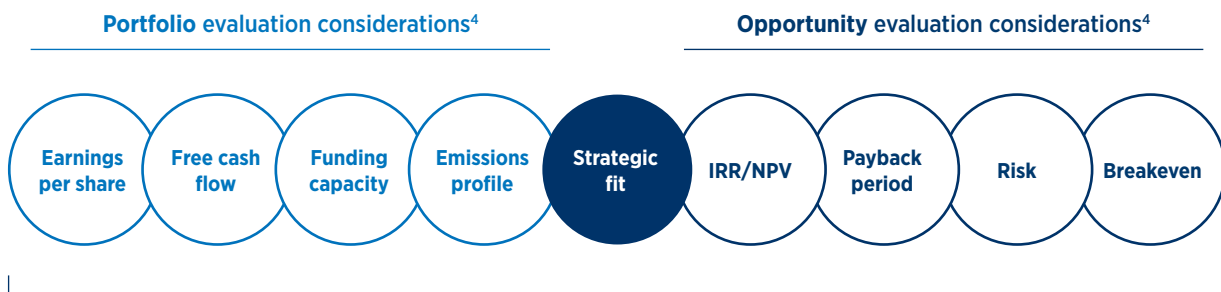 Portfolio evaluation considerations⁴
Opportunity evaluation considerations⁴
Earnings
per share
Free cash
flow
Funding
capacity
Emissions
profile
Strategic
fit
IRR/NPV
Payback
period
Risk
Breakeven